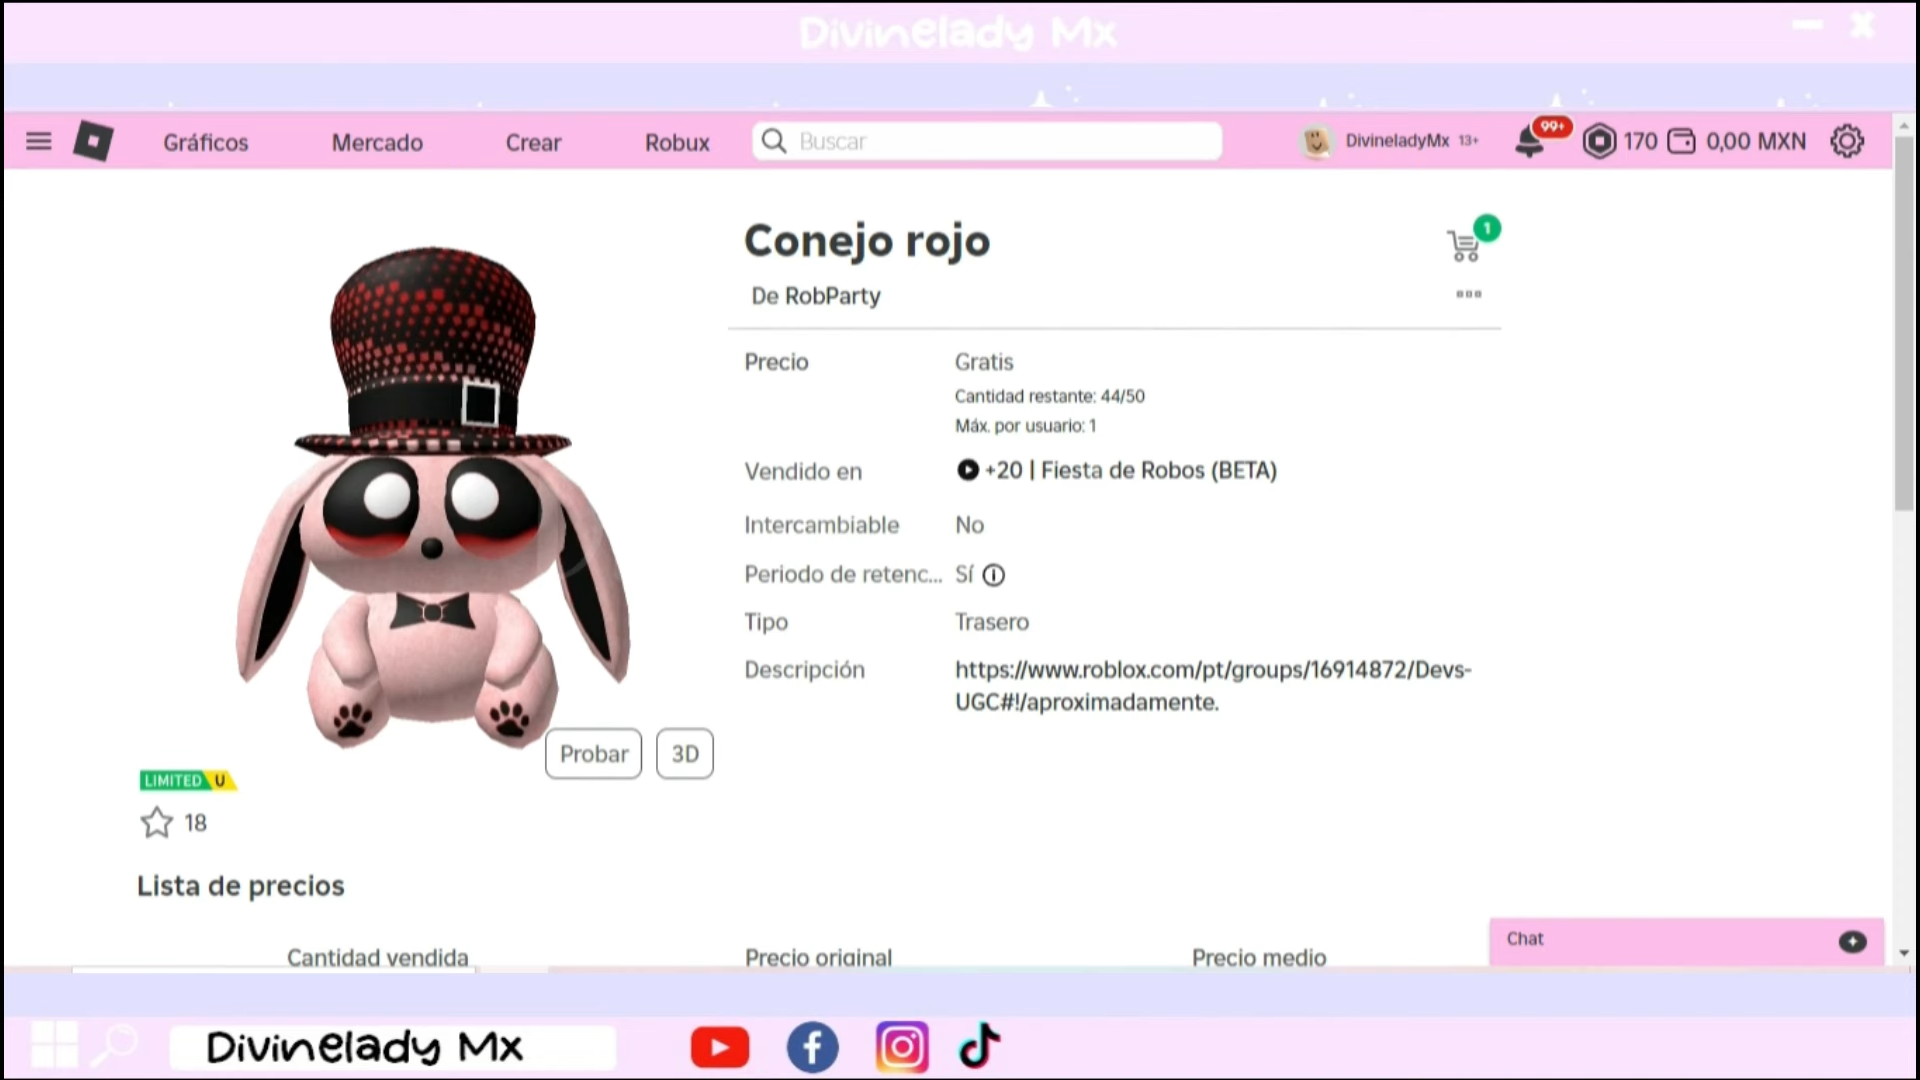 Divinelady Mx
Gráficos
Mercado
Crear
Robux
Buscar
DivineladyMx 13+
99+
170
0,00 MXN
Conejo rojo
1
De RobParty
Precio
Gratis
Cantidad restante: 44/50
Máx. por usuario: 1
Vendido en
+20 | Fiesta de Robos (BETA)
Intercambiable
No
Periodo de retenc...
Sí
Tipo
Trasero
Descripción
https://www.roblox.com/pt/groups/16914872/Devs-
UGC#!/aproximadamente.
Probar
3D
LIMITED U
18
Lista de precios
Cantidad vendida
Precio original
Precio medio
Chat
Divinelady Mx